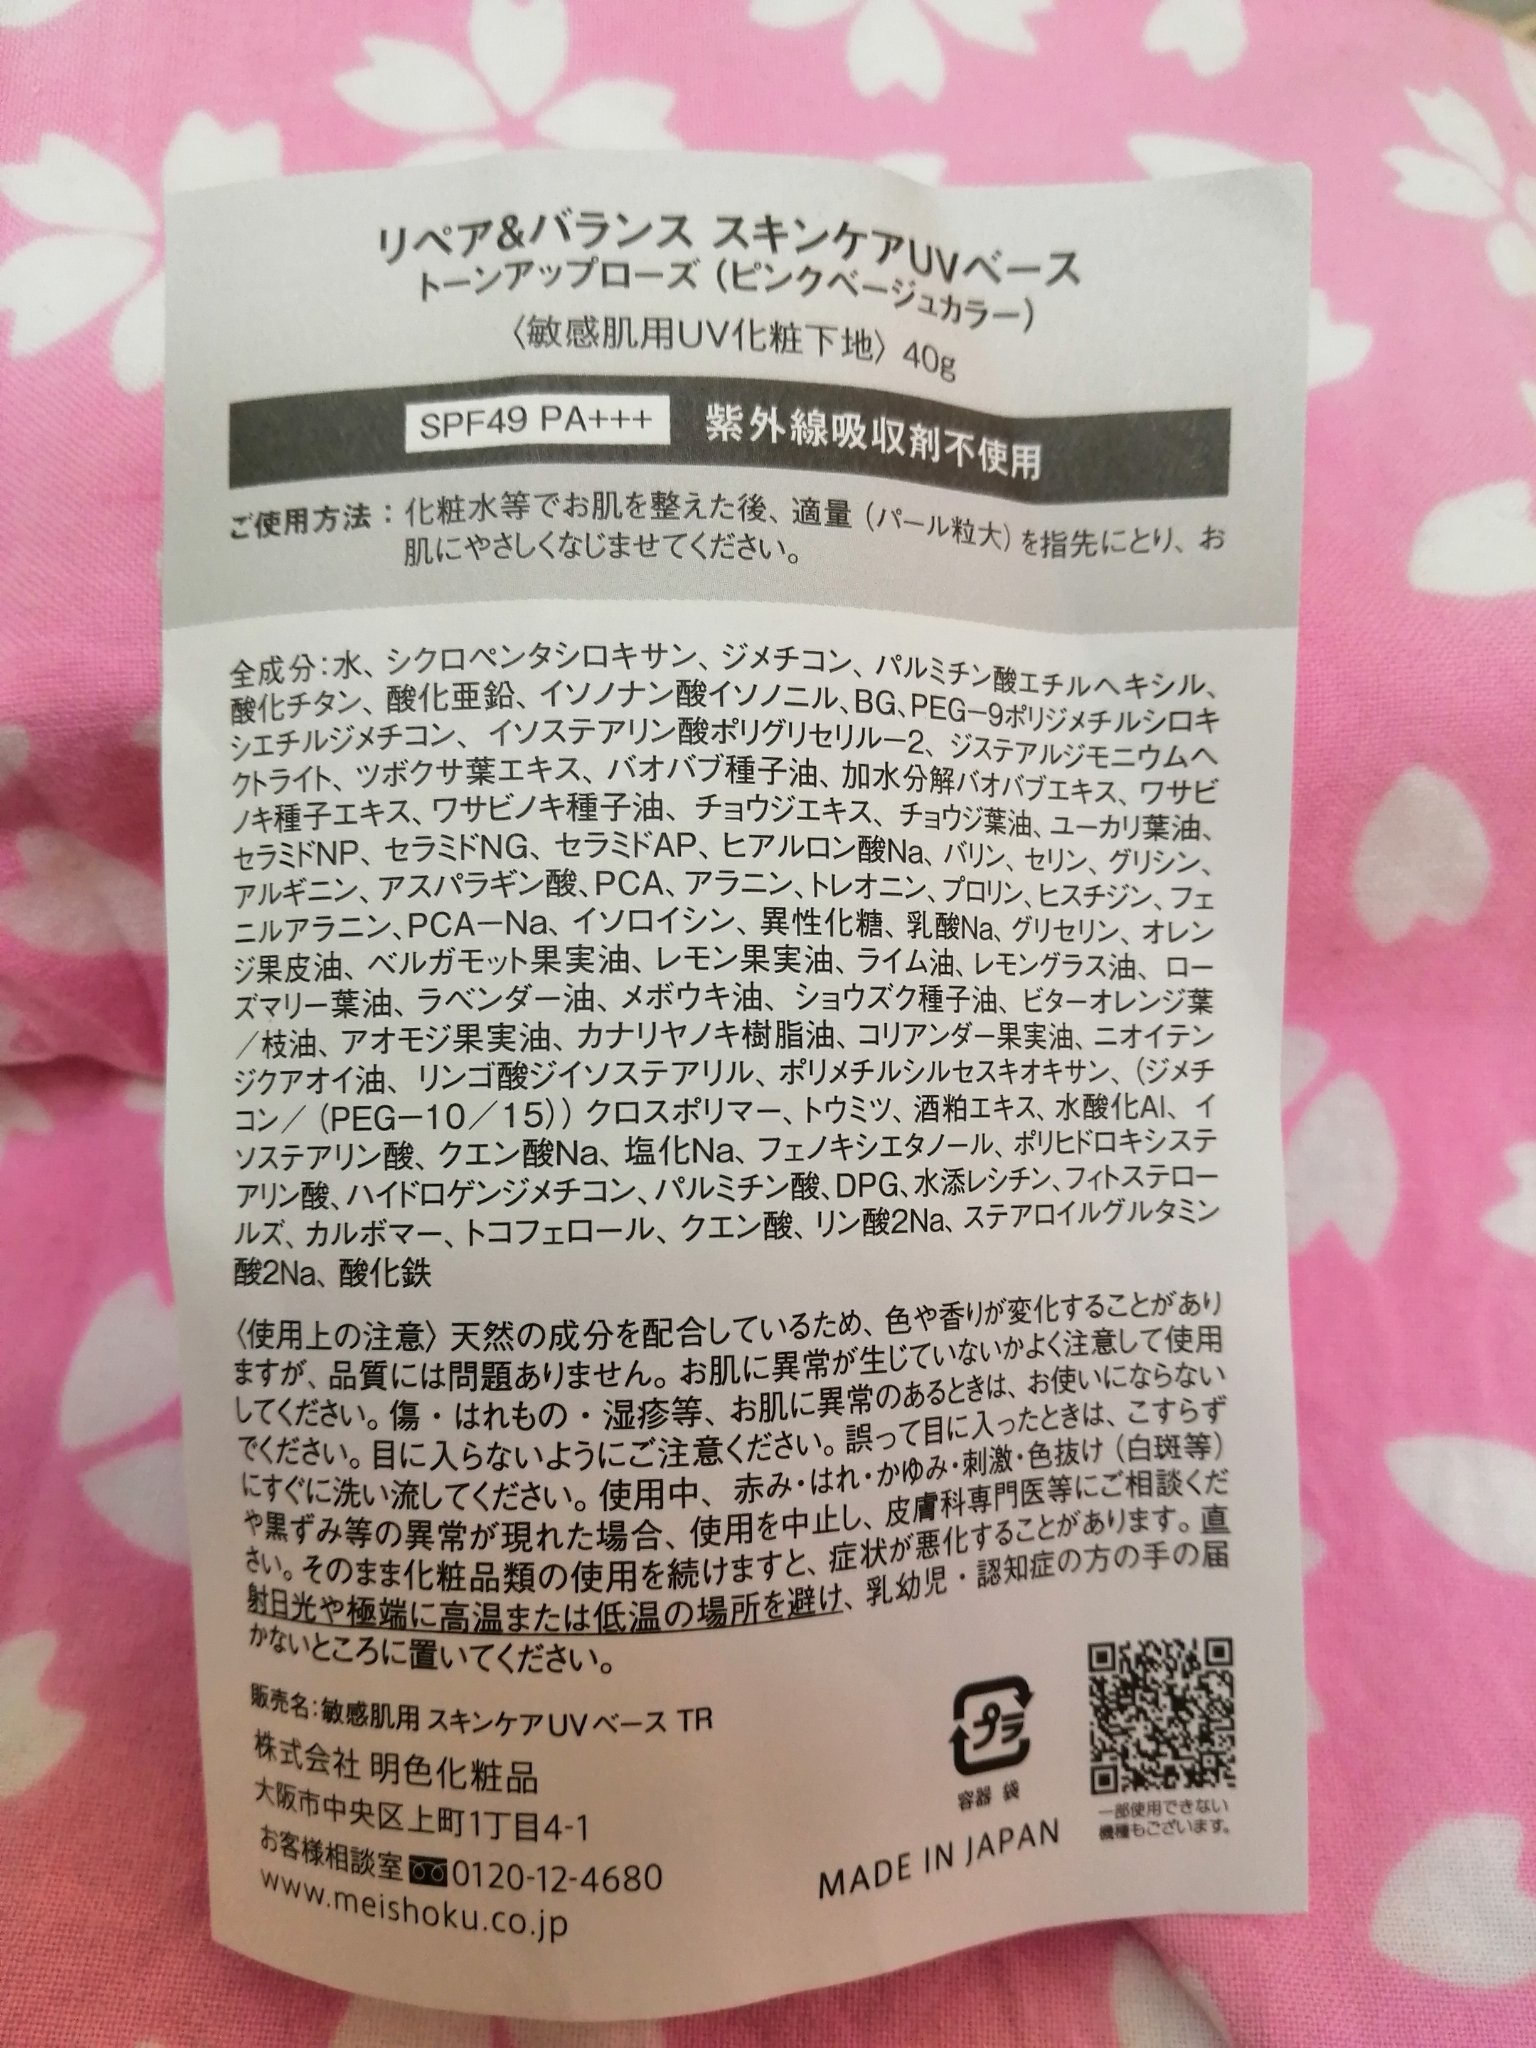 リペア&バランス スキンケアUVベース
トーンアップローズ（ピンクベージュカラー）
〈敏感肌用UV化粧下地〉 40g
SPF49 PA+++ 紫外線吸収剤不使用
ご使用方法：化粧水等でお肌を整えた後、適量（パール粒大）を指先にとり、お
肌にやさしくなじませてください。
全成分：水、シクロペンタシロキサン、ジメチコン、パルミチン酸エチルヘキシル、
酸化チタン、酸化亜鉛、イソノナン酸イソノニル、BG、PEG－9ポリジメチルシロキ
シエチルジメチコン、イソステアリン酸ポリグリセリル－2、ジステアルジモニウムヘ
クトライト、ツボクサ葉エキス、バオバブ種子油、加水分解バオバブエキス、ワサビ
ノキ種子エキス、ワサビノキ種子油、チョウジエキス、チョウジ葉油、ユーカリ葉油、
セラミドNP、セラミドNG、セラミドAP、ヒアルロン酸Na、バリン、セリン、グリシン、
アルギニン、アスパラギン酸、PCA、アラニン、トレオニン、プロリン、ヒスチジン、フェ
ニルアラニン、PCA－Na、イソロイシン、異性化糖、乳酸Na、グリセリン、オレン
ジ果皮油、ベルガモット果実油、レモン果実油、ライム油、レモングラス油、ロー
ズマリー葉油、ラベンダー油、メボウキ油、ショウズク種子油、ビターオレンジ葉
／枝油、アオモジ果実油、カナリヤノキ樹脂油、コリアンダー果実油、ニオイテン
ジクアオイ油、リンゴ酸ジイソステアリル、ポリメチルシルセスキオキサン、（ジメチ
コン／（PEG－10／15））クロスポリマー、トウミツ、酒粕エキス、水酸化Al、イ
ソステアリン酸、クエン酸Na、塩化Na、フェノキシエタノール、ポリヒドロキシステ
アリン酸、ハイドロゲンジメチコン、パルミチン酸、DPG、水添レシチン、フィトステロー
ルズ、カルボマー、トコフェロール、クエン酸、リン酸2Na、ステアロイルグルタミン
酸2Na、酸化鉄
〈使用上の注意〉天然の成分を配合しているため、色や香りが変化することがあり
ますが、品質には問題ありません。お肌に異常が生じていないかよく注意して使用
してください。傷・はれもの・湿疹等、お肌に異常のあるときは、お使いにならない
でください。目に入らないようにご注意ください。誤って目に入ったときは、こすらず
にすぐに洗い流してください。使用中、赤み・はれ・かゆみ・刺激・色抜け（白斑等）
や黒ずみ等の異常が現れた場合、使用を中止し、皮膚科専門医等にご相談くだ
さい。そのまま化粧品類の使用を続けますと、症状が悪化することがあります。直
射日光や極端に高温または低温の場所を避け、乳幼児・認知症の方の手の届
かないところに置いてください。
販売名：敏感肌用 スキンケアUVベース TR
株式会社 明色化粧品
大阪市中央区上町1丁目4-1
お客様相談室 0120-12-4680
www.meishoku.co.jp
プラ
容器 袋
MADE IN JAPAN
一部使用できない
機種もございます。